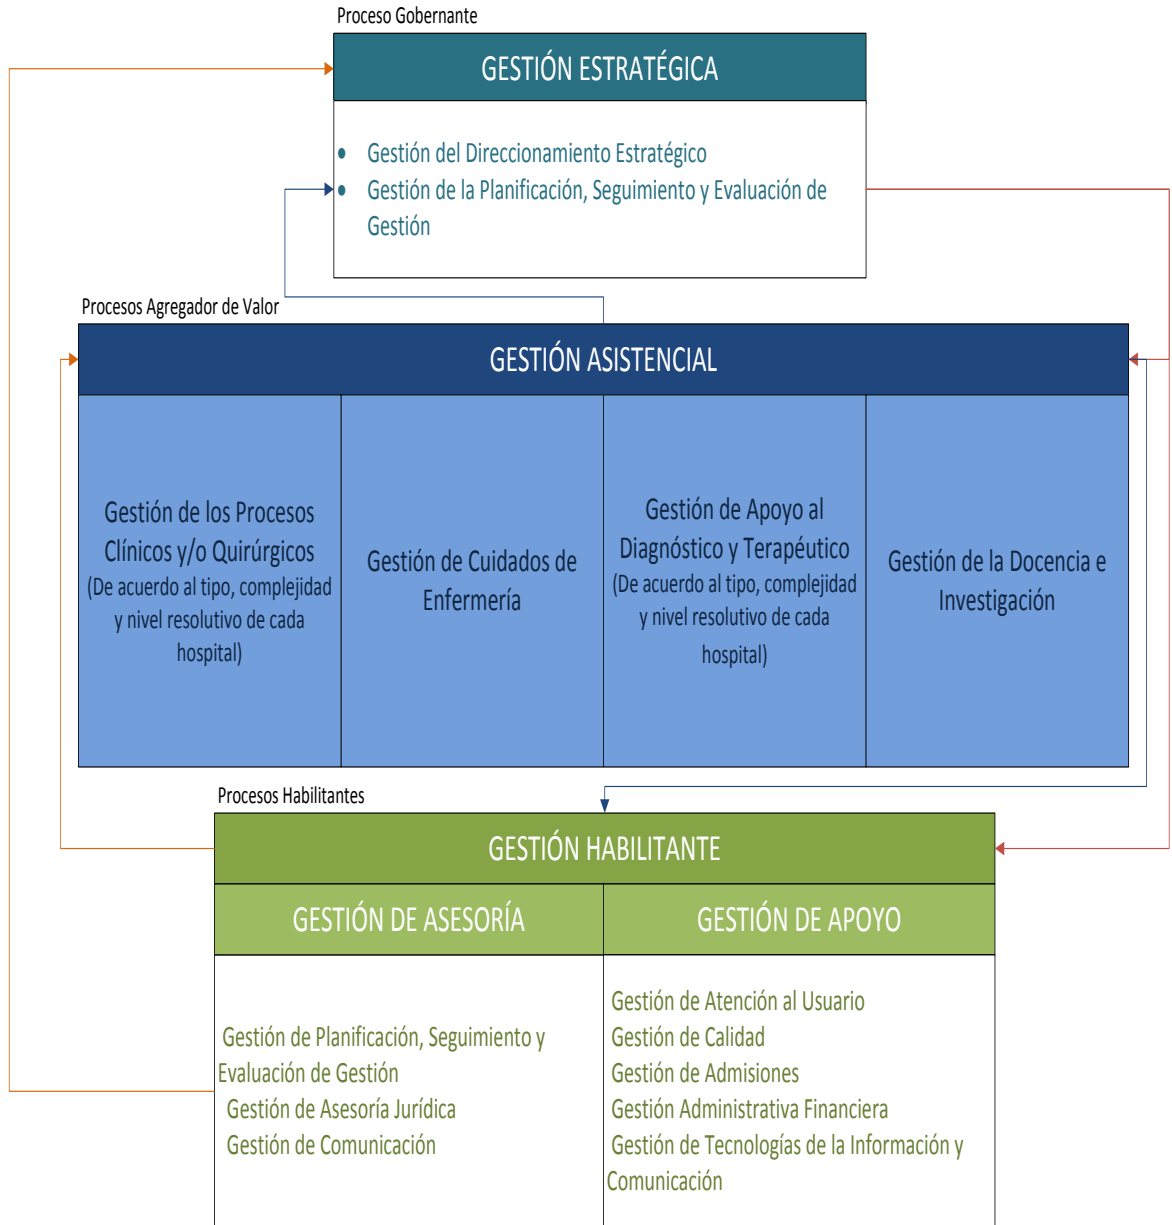 Proceso Gobernante
GESTIÓN ESTRATÉGICA
• Gestión del Direccionamiento Estratégico
• Gestión de la Planificación, Seguimiento y Evaluación de
Gestión
Procesos Agregador de Valor
GESTIÓN ASISTENCIAL
Gestión de los Procesos
Clínicos y/o Quirúrgicos
(De acuerdo al tipo, complejidad
y nivel resolutivo de cada
hospital)
Gestión de Cuidados de
Enfermería
Gestión de Apoyo al
Diagnóstico y Terapéutico
(De acuerdo al tipo, complejidad
y nivel resolutivo de cada
hospital)
Gestión de la Docencia e
Investigación
Procesos Habilitantes
GESTIÓN HABILITANTE
GESTIÓN DE ASESORÍA
Gestión de Planificación, Seguimiento y
Evaluación de Gestión
Gestión de Asesoría Jurídica
Gestión de Comunicación
GESTIÓN DE APOYO
Gestión de Atención al Usuario
Gestión de Calidad
Gestión de Admisiones
Gestión Administrativa Financiera
Gestión de Tecnologías de la Información y
Comunicación